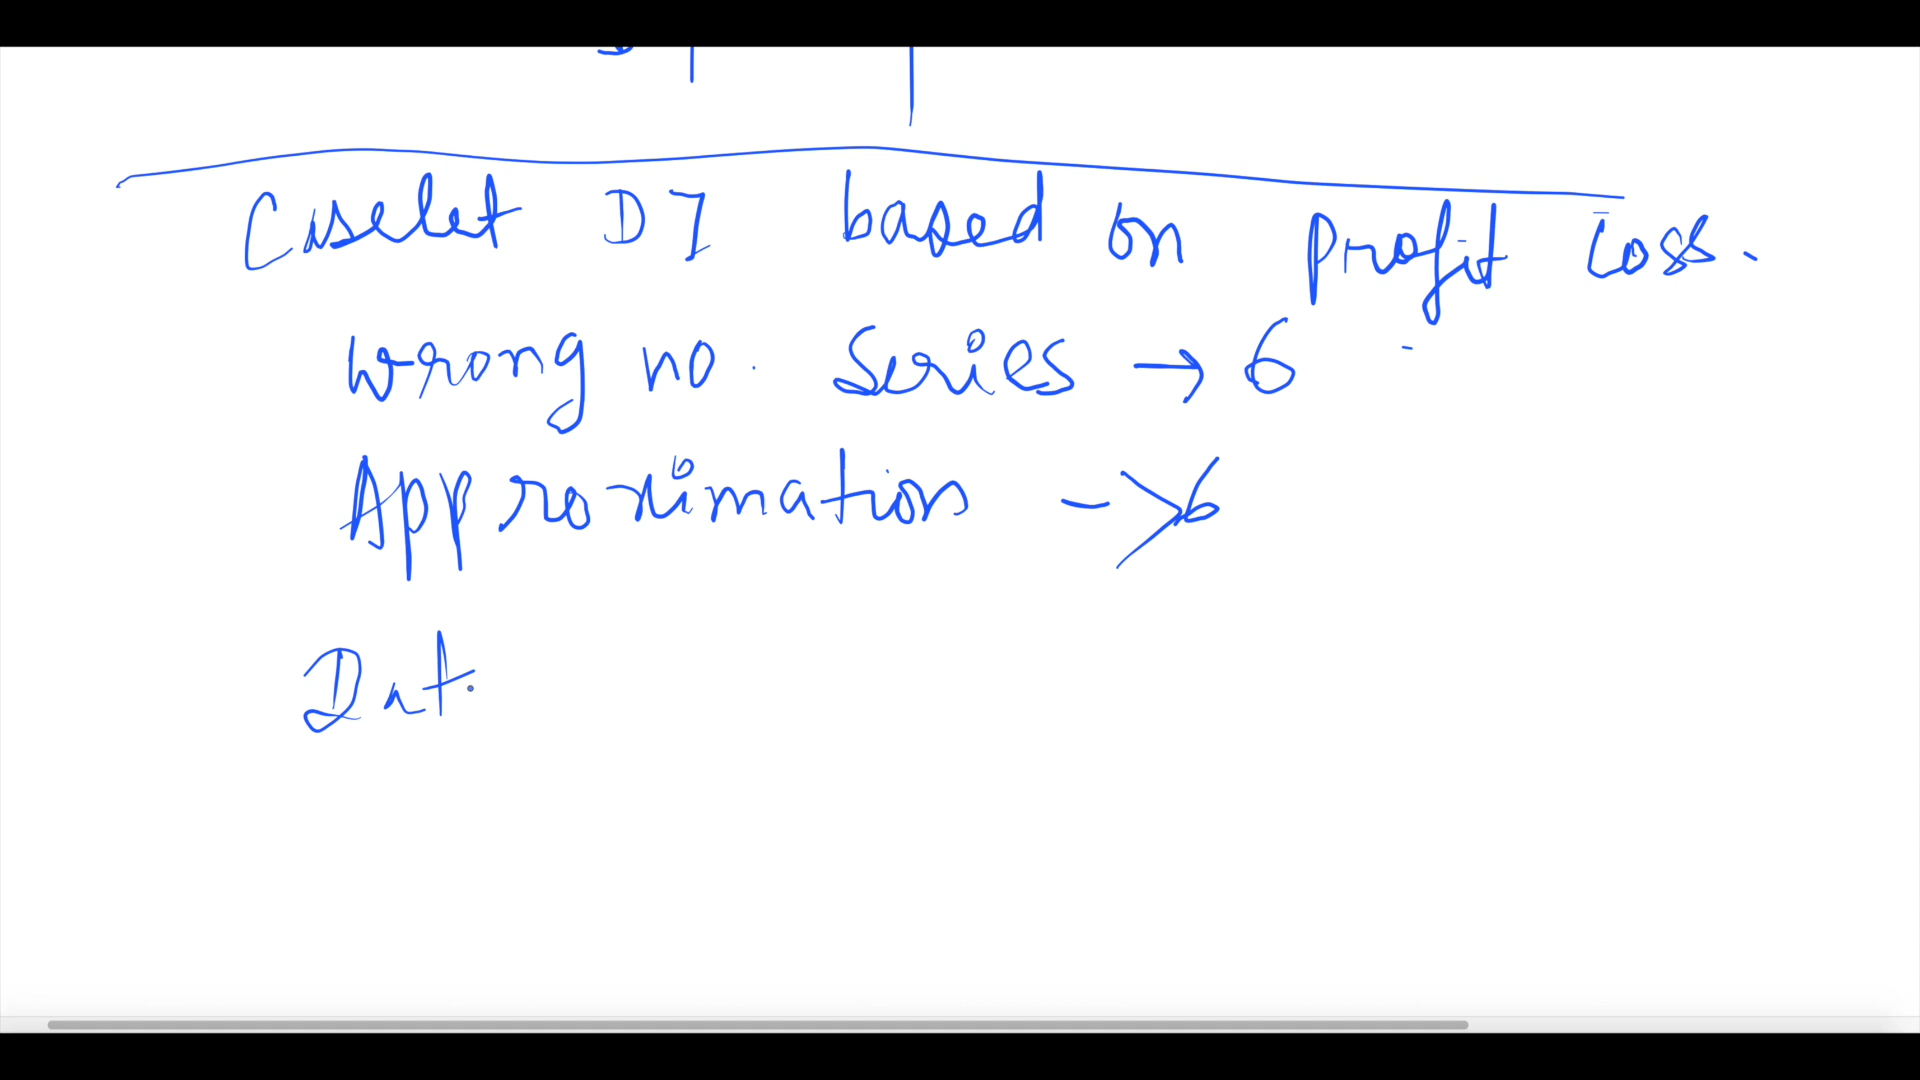 Caselet DI based on Profit Loss.
Wrong no. Series → 6
Approximation → 6
Dat